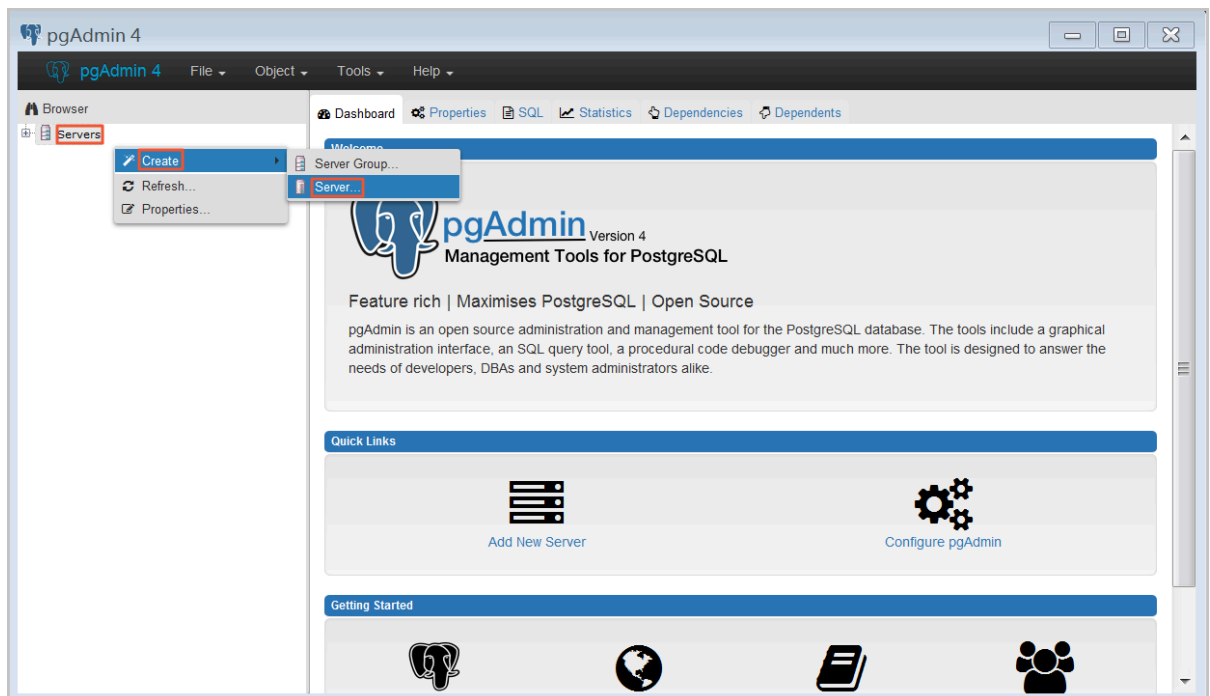 pgAdmin 4
pgAdmin 4 File Object Tools Help
Browser
Dashboard Properties SQL Statistics Dependencies Dependents
Servers
Welcome
Create
Server Group...
Refresh...
Server...
Properties...
pgAdmin Version 4
Management Tools for PostgreSQL
Feature rich | Maximises PostgreSQL | Open Source
pgAdmin is an open source administration and management tool for the PostgreSQL database. The tools include a graphical
administration interface, an SQL query tool, a procedural code debugger and much more. The tool is designed to answer the
needs of developers, DBAs and system administrators alike.
Quick Links
Add New Server
Configure pgAdmin
Getting Started